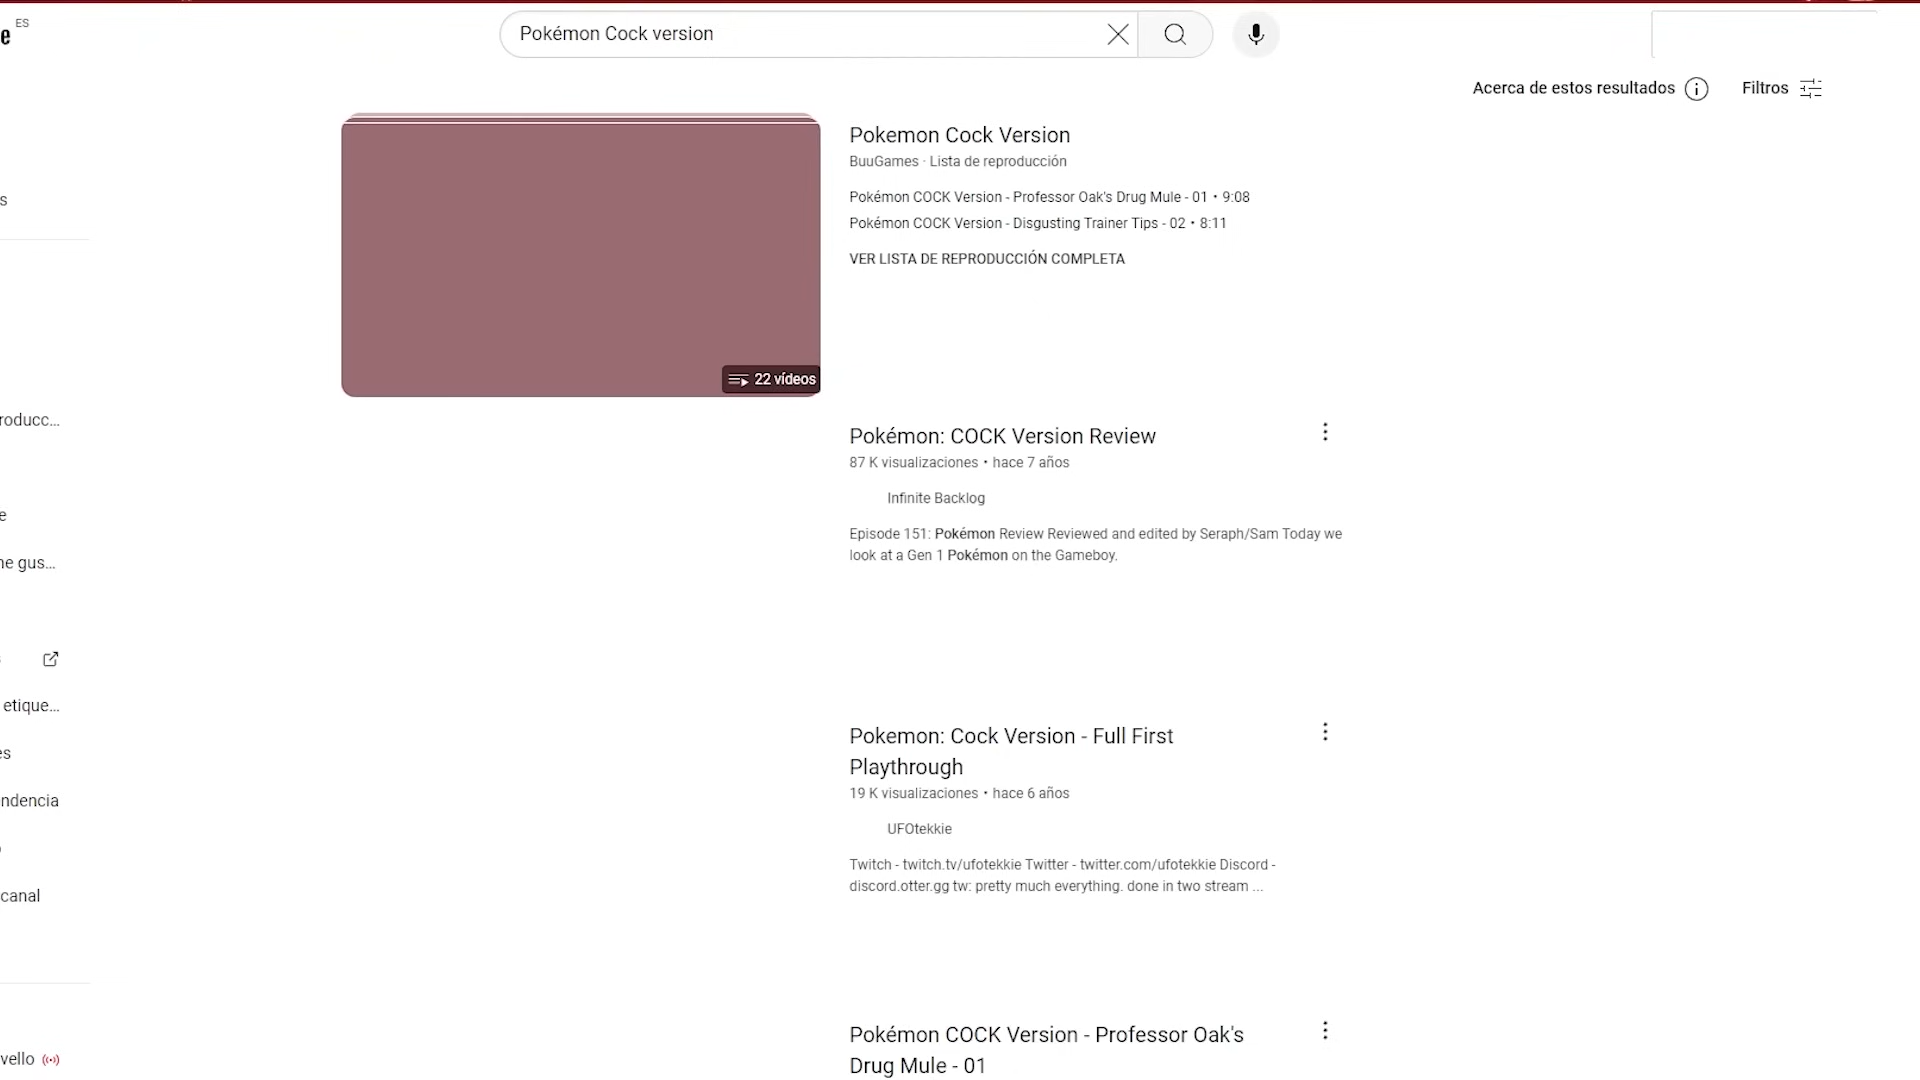 e ES
Pokémon Cock version
Acerca de estos resultados
Filtros
Pokemon Cock Version
BuuGames · Lista de reproducción
Pokémon COCK Version - Professor Oak's Drug Mule - 01 • 9:08
Pokémon COCK Version - Disgusting Trainer Tips - 02 • 8:11
VER LISTA DE REPRODUCCIÓN COMPLETA
22 vídeos
s
roducc...
e
ne gus...
etique...
es
ndencia
canal
vello
Pokémon: COCK Version Review
87 K visualizaciones • hace 7 años
Infinite Backlog
Episode 151: Pokémon Review Reviewed and edited by Seraph/Sam Today we
look at a Gen 1 Pokémon on the Gameboy.
Pokemon: Cock Version - Full First
Playthrough
19 K visualizaciones • hace 6 años
UFOtekkie
Twitch - twitch.tv/ufotekkie Twitter - twitter.com/ufotekkie Discord -
discord.otter.gg tw: pretty much everything. done in two stream ...
Pokémon COCK Version - Professor Oak's
Drug Mule - 01